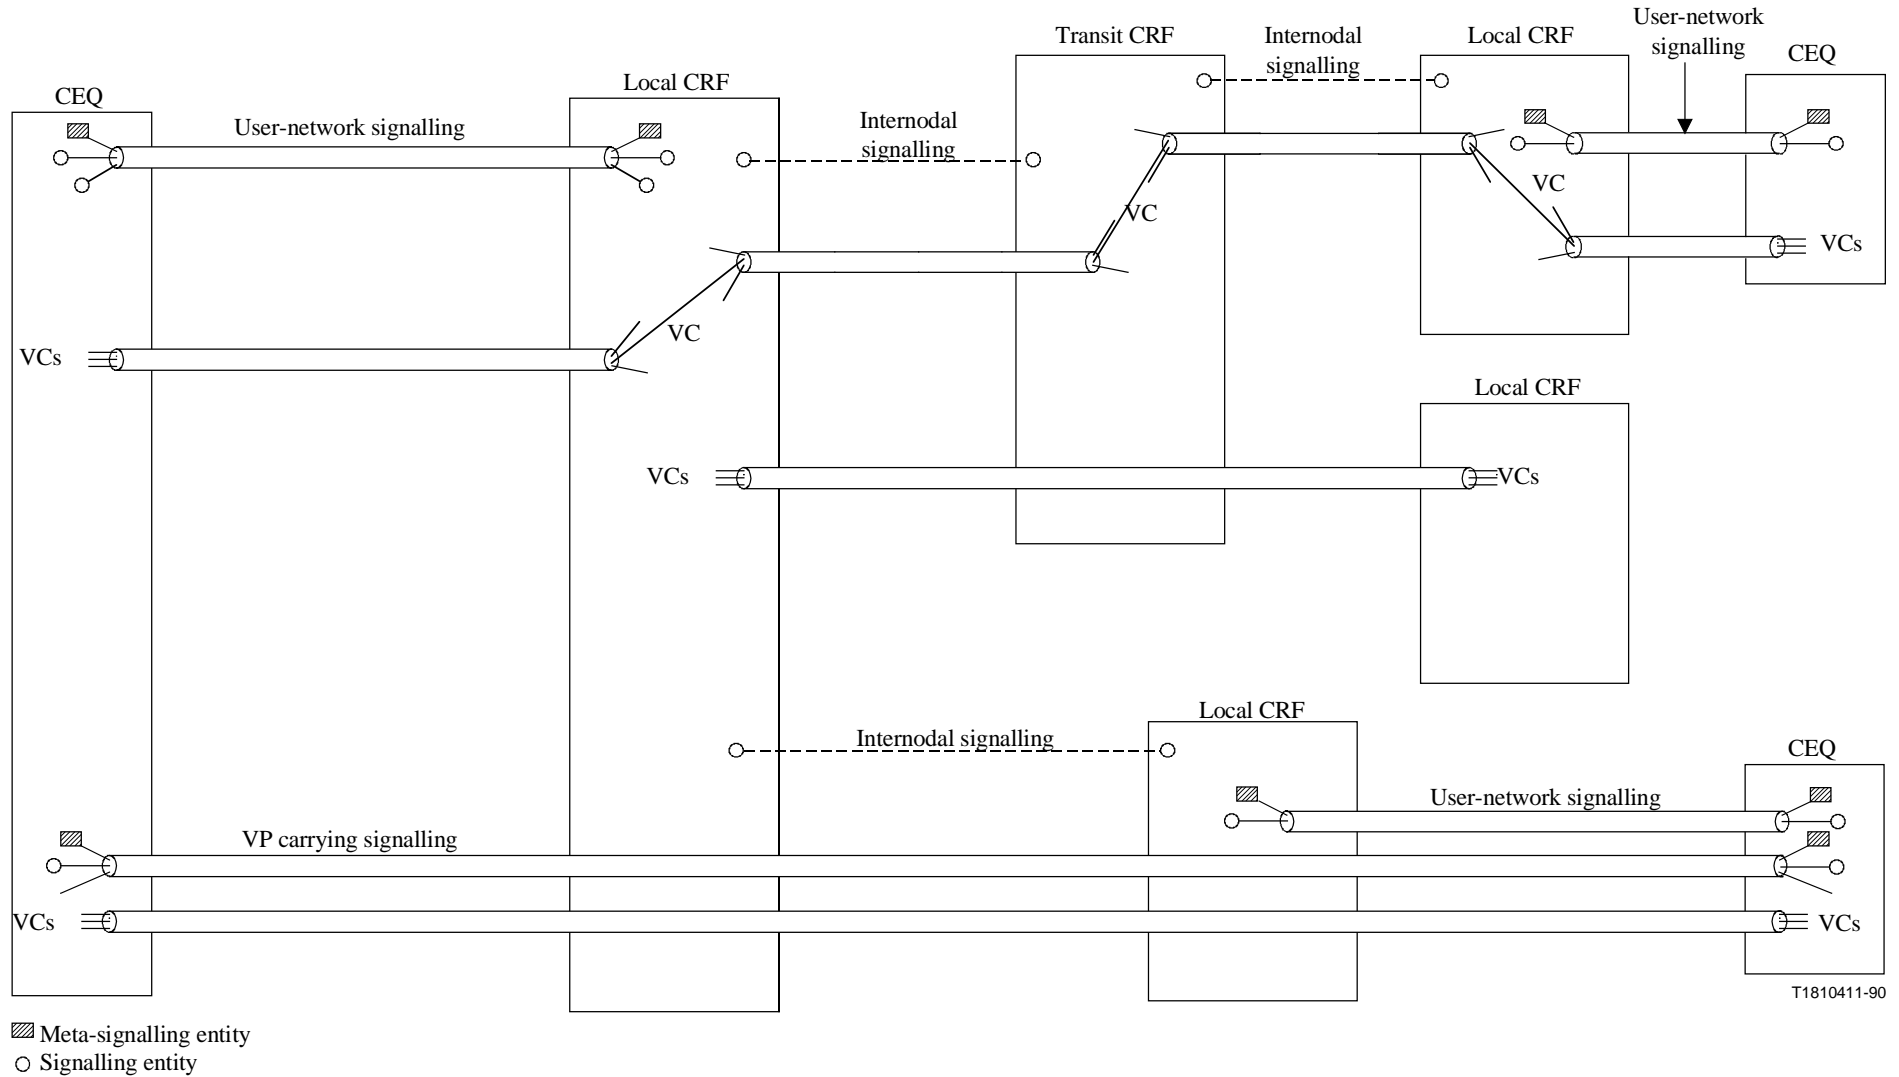 User-network
signalling
Transit CRF
Internodal
signalling
Local CRF
CEQ
Local CRF
CEQ
User-network signalling
Internodal
signalling
VC
VC
VCs
VC
VCs
Local CRF
VCs
VCs
Local CRF
Internodal signalling
CEQ
User-network signalling
VP carrying signalling
VCs
VCs
T1810411-90
Meta-signalling entity
Signalling entity